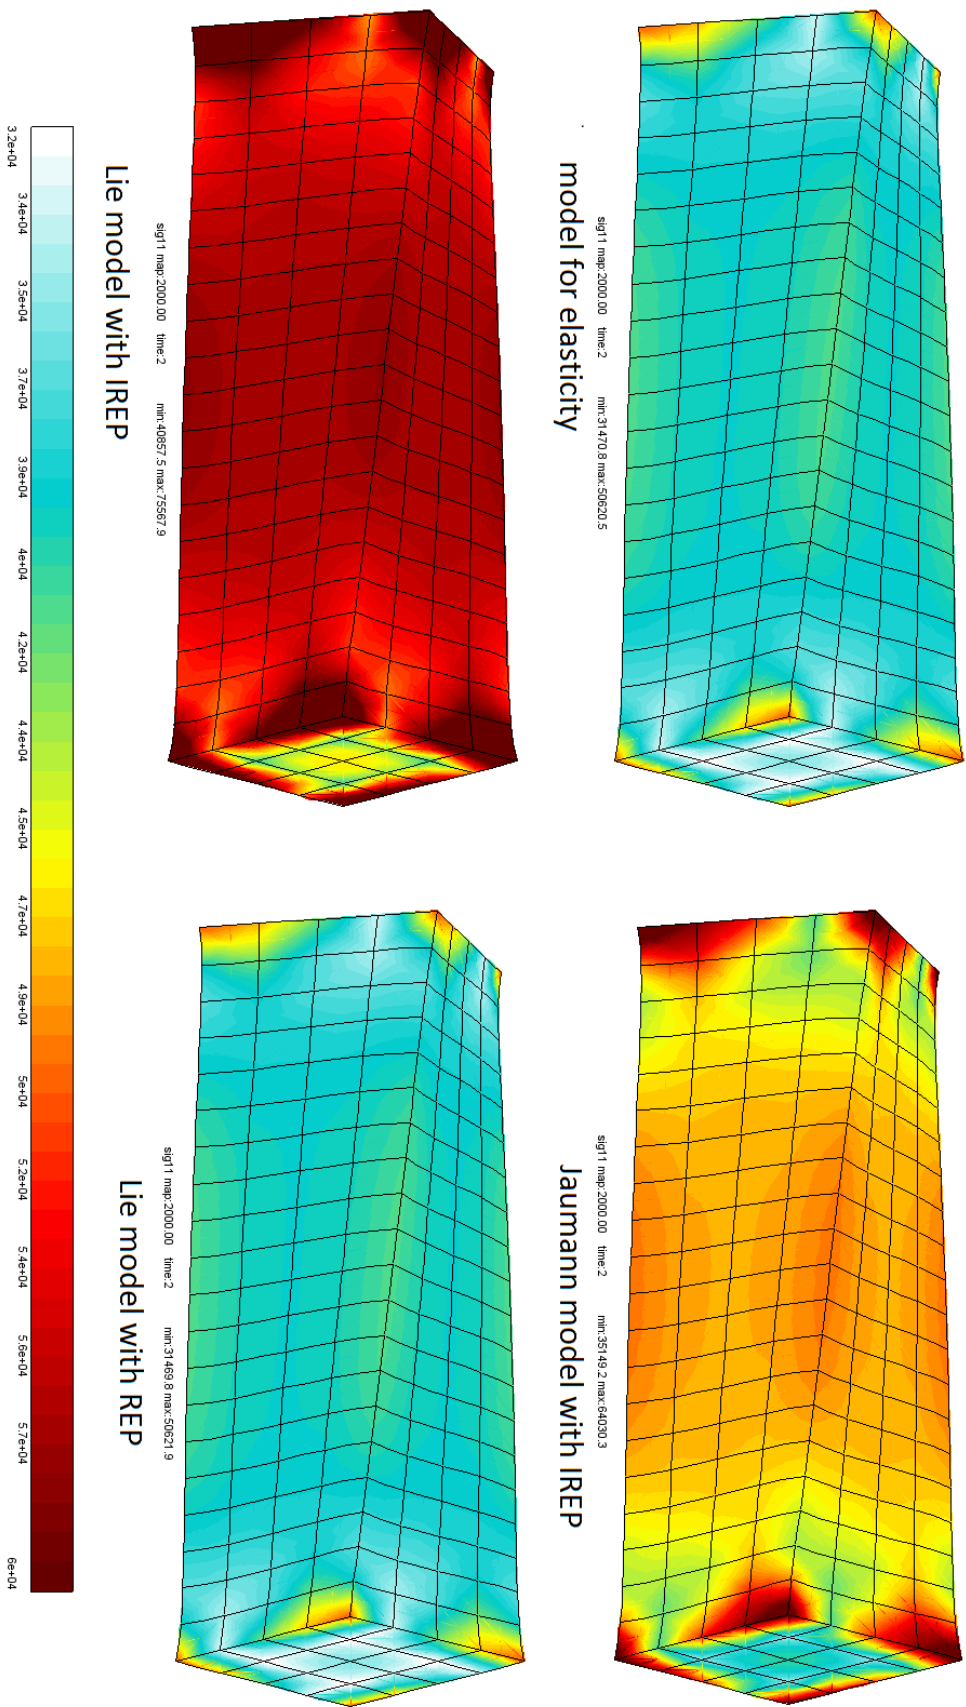 sig11 map:2000.00 time:2 min:31470.8 max:50620.5
. model for elasticity
sig11 map:2000.00 time:2 min:35149.2 max:64030.3
Jaumann model with IREP
sig11 map:2000.00 time:2 min:40857.5 max:75567.9
Lie model with IREP
sig11 map:2000.00 time:2 min:31469.8 max:50621.9
Lie model with REP
3.2e+04 3.4e+04 3.5e+04 3.7e+04 3.9e+04 4e+04 4.2e+04 4.4e+04 4.5e+04 4.7e+04 4.9e+04 5e+04 5.2e+04 5.4e+04 5.6e+04 5.7e+04 6e+04